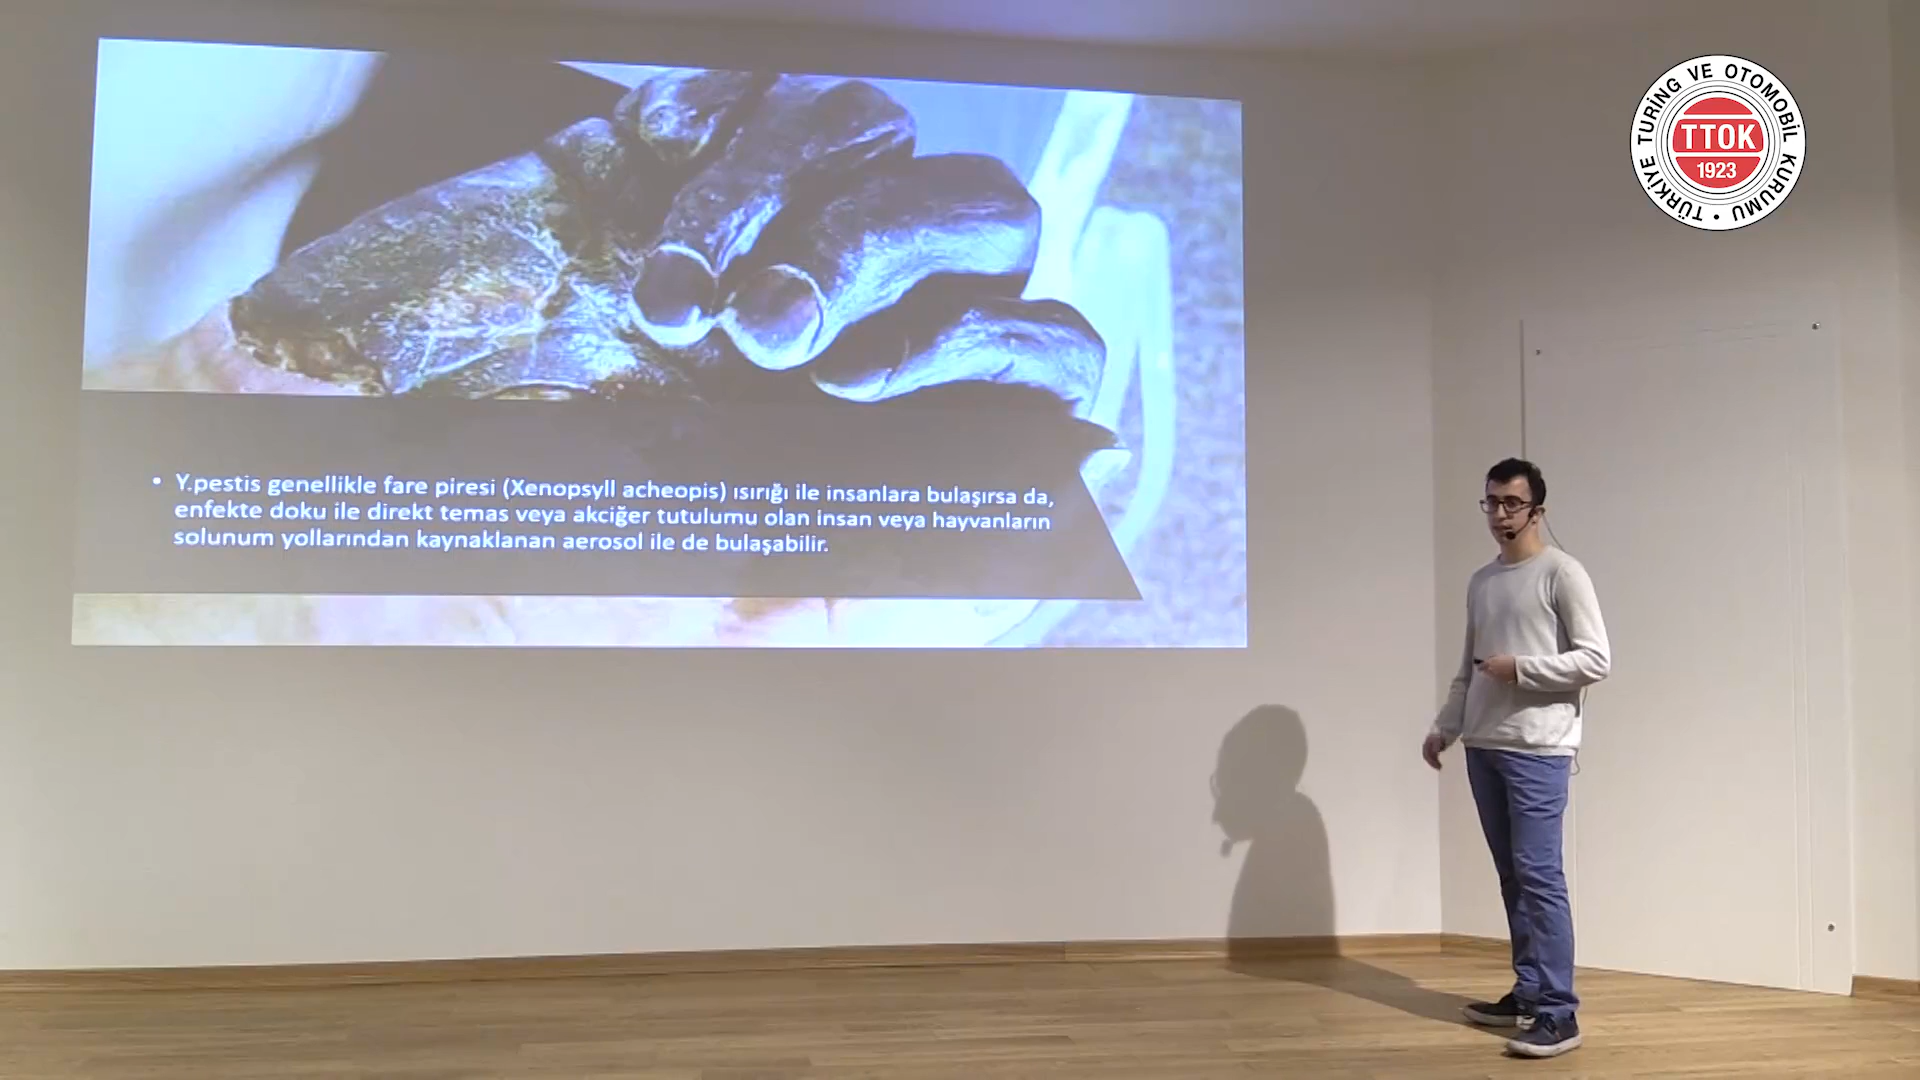 • Y.pestis genellikle fare piresi (Xenopsyll acheopis) ısırığı ile insanlara bulaşırsa da,
enfekte doku ile direkt temas veya akciğer tutulumu olan insan veya hayvanların
solunum yollarından kaynaklanan aerosol ile de bulaşabilir.
TÜRKİYE TURİNG VE OTOMOBİL KURUMU •
TTOK
1923